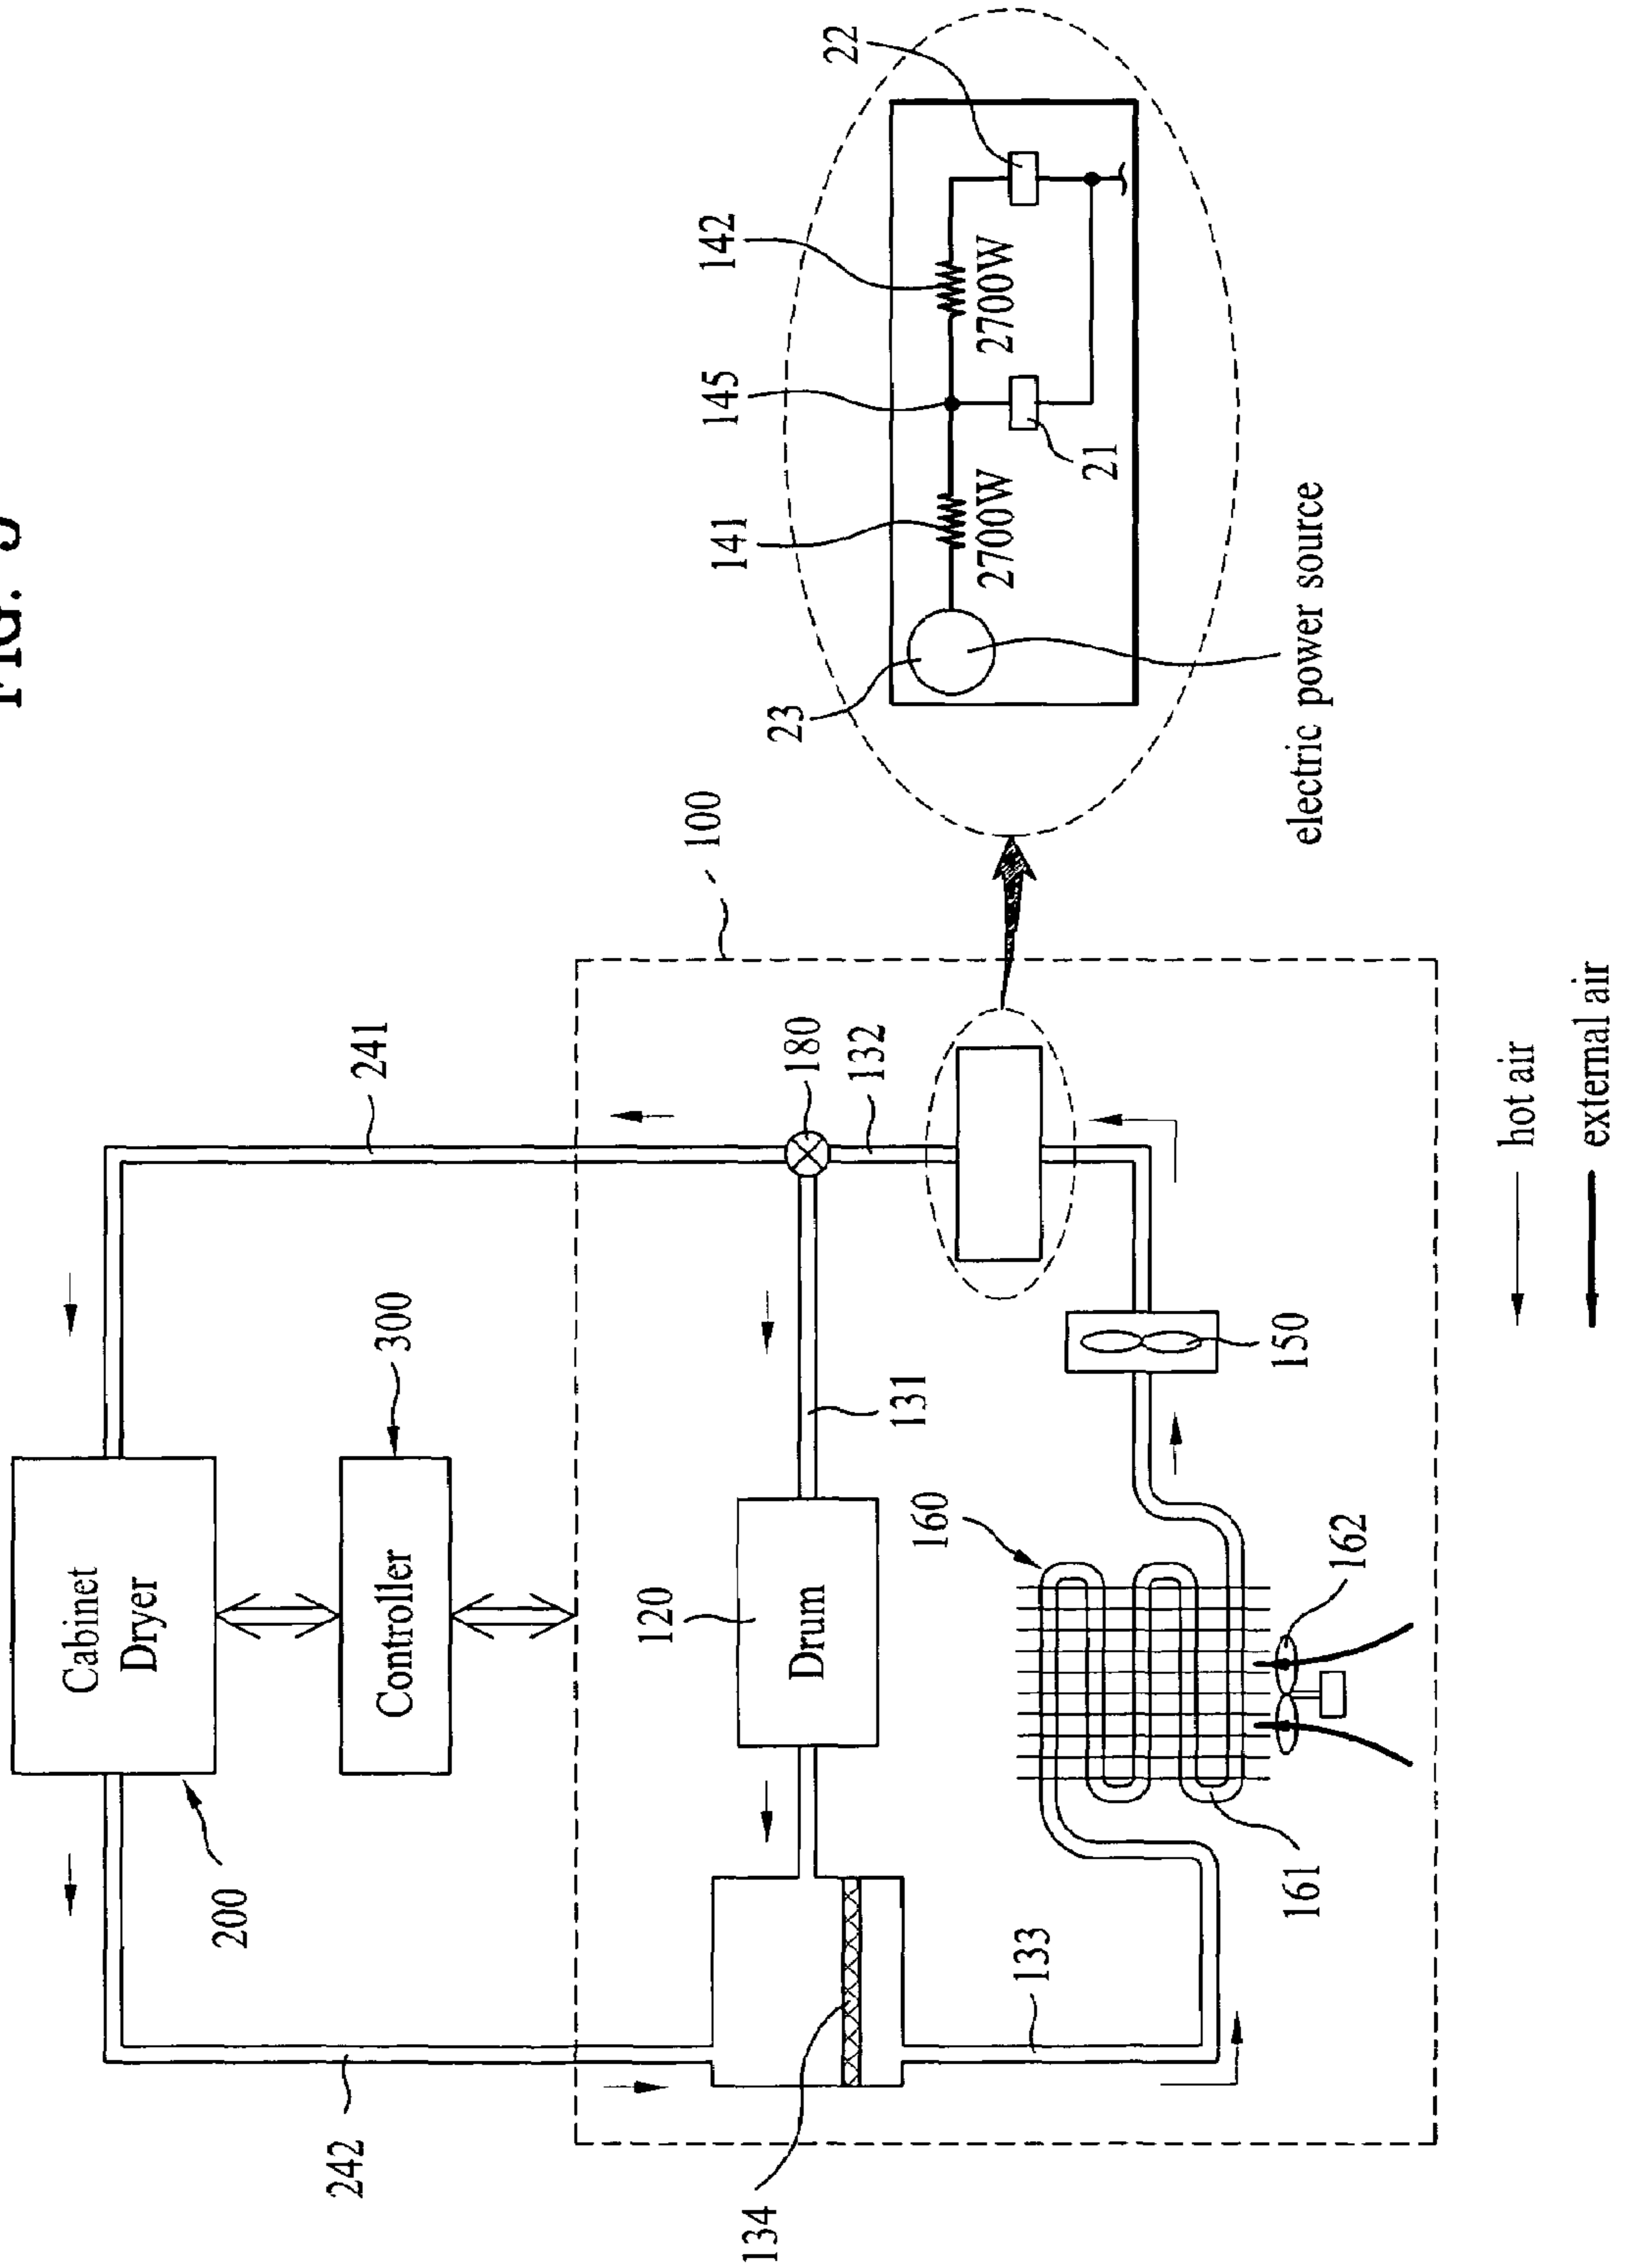 FIG.
Cabinet
Dryer
200
242
241
300
Controller
120
100
141
145
142
134
23
Drum
180
22
132
131
160
2700W
2700W
133
21
161
150
electric power source
162
hot air
external air